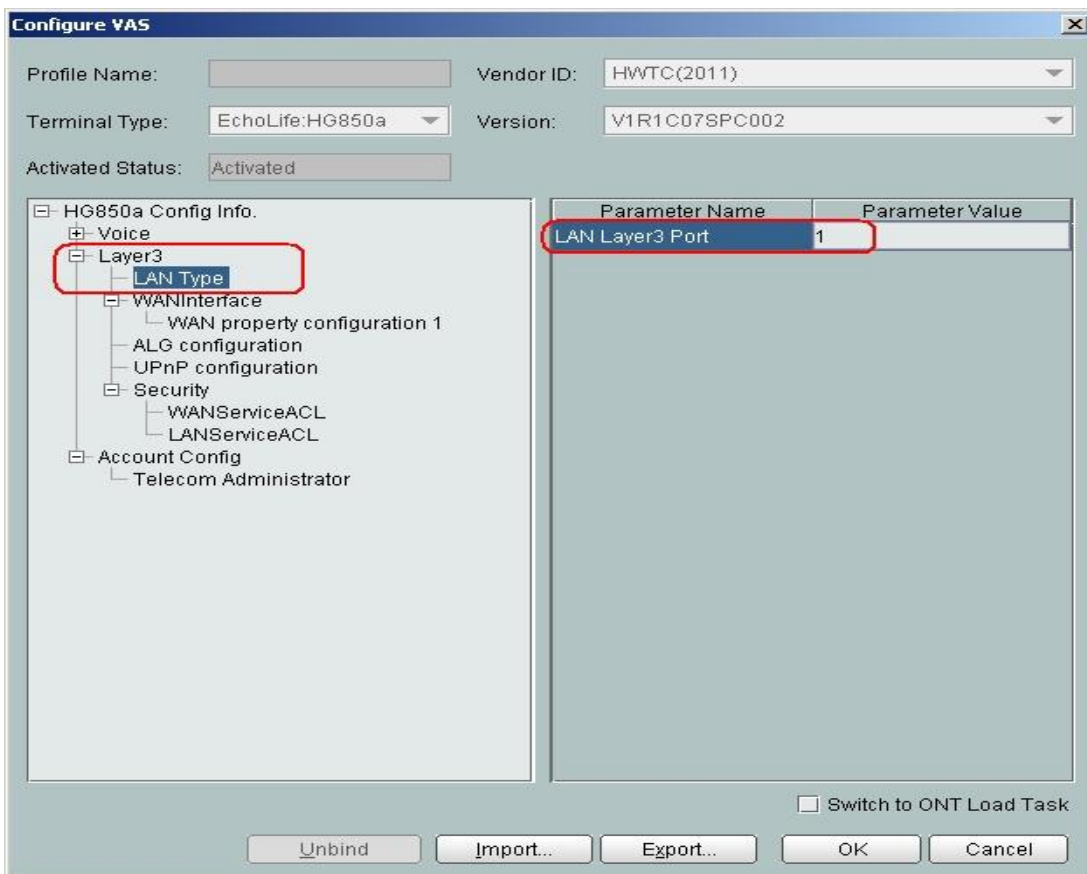 Configure VAS
Profile Name:
Vendor ID: HWTC(2011)
Terminal Type: EchoLife:HG850a
Version: V1R1C07SPC002
Activated Status: Activated
HG850a Config Info.
Voice
Layer3
LAN Type
WANInterface
WAN property configuration 1
ALG configuration
UPnP configuration
Security
WANServiceACL
LANServiceACL
Account Config
Telecom Administrator
Parameter Name Parameter Value
LAN Layer3 Port 1
Switch to ONT Load Task
Unbind Import... Export... OK Cancel